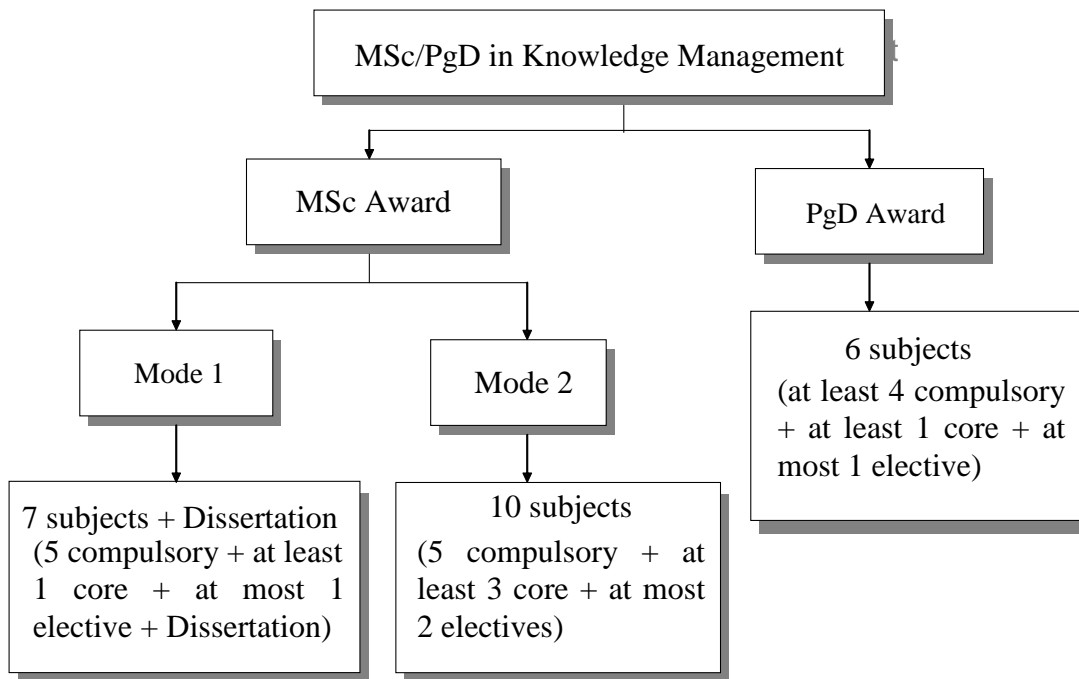 MSc/PgD in Knowledge Management
t
MSc Award
PgD Award
Mode 1
Mode 2
6 subjects
(at least 4 compulsory
+ at least 1 core + at
most 1 elective)
7 subjects + Dissertation
(5 compulsory + at least
1 core + at most 1
elective + Dissertation)
10 subjects
(5 compulsory + at
least 3 core + at most
2 electives)